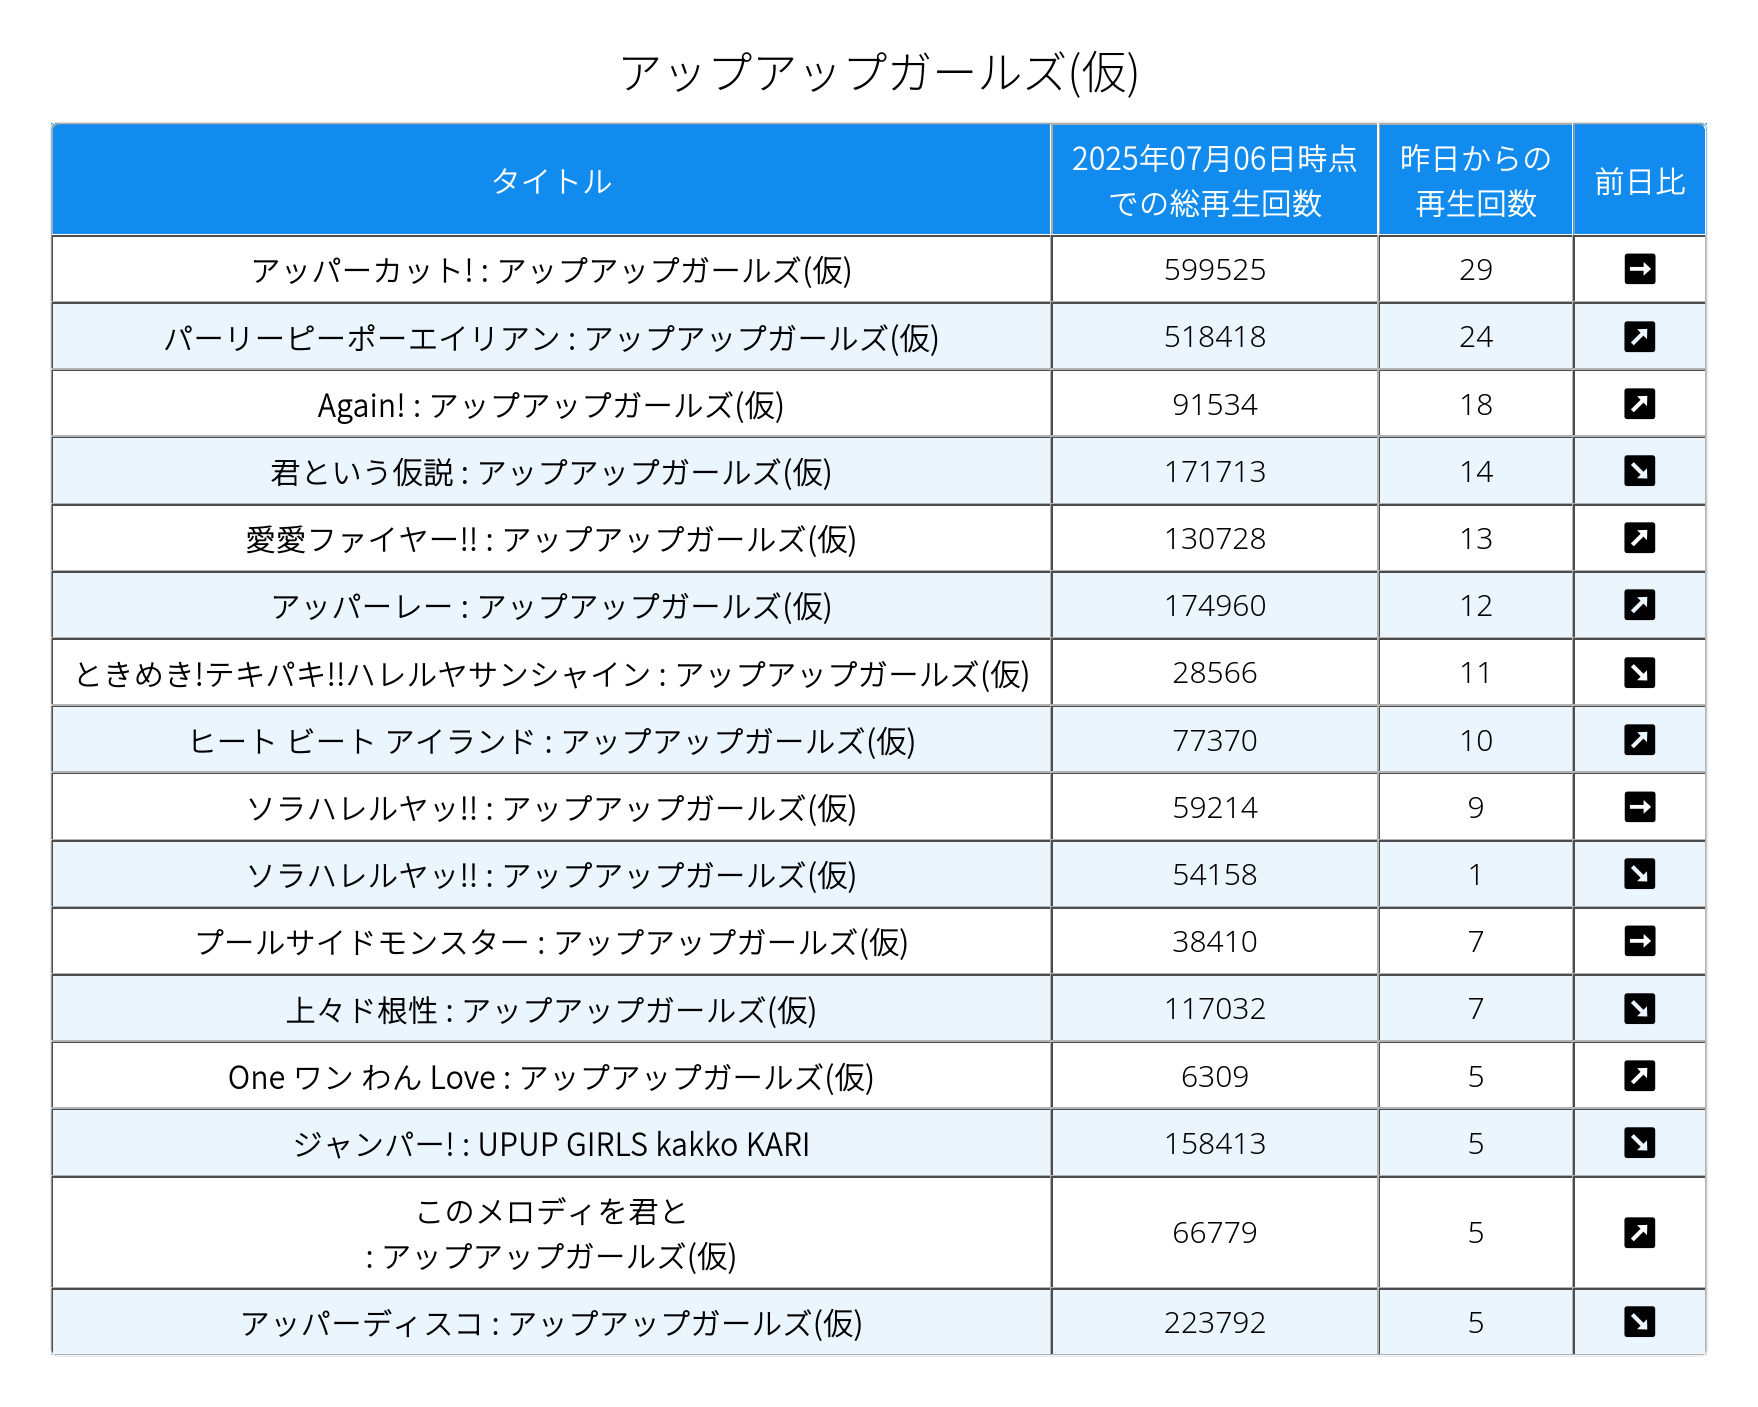 アップアップガールズ(仮)
タイトル 2025年07月06日時点 昨日からの 前日比
での総再生回数 再生回数
アッパーカット! : アップアップガールズ(仮) 599525 29 ➡
パーリーピーポーエイリアン : アップアップガールズ(仮) 518418 24 ↗
Again! : アップアップガールズ(仮) 91534 18 ↗
君という仮説 : アップアップガールズ(仮) 171713 14 ↘
愛愛ファイヤー!! : アップアップガールズ(仮) 130728 13 ↗
アッパーレー : アップアップガールズ(仮) 174960 12 ↗
ときめき!テキパキ!!ハレルヤサンシャイン : アップアップガールズ(仮) 28566 11 ↘
ヒート ビート アイランド : アップアップガールズ(仮) 77370 10 ↗
ソラハレルヤッ!! : アップアップガールズ(仮) 59214 9 ➡
ソラハレルヤッ!! : アップアップガールズ(仮) 54158 1 ↘
プールサイドモンスター : アップアップガールズ(仮) 38410 7 ➡
上々ド根性 : アップアップガールズ(仮) 117032 7 ↘
One ワン わん Love : アップアップガールズ(仮) 6309 5 ↗
ジャンパー! : UPUP GIRLS kakko KARI 158413 5 ↘
このメロディを君と
: アップアップガールズ(仮) 66779 5 ↗
アッパーディスコ : アップアップガールズ(仮) 223792 5 ↘